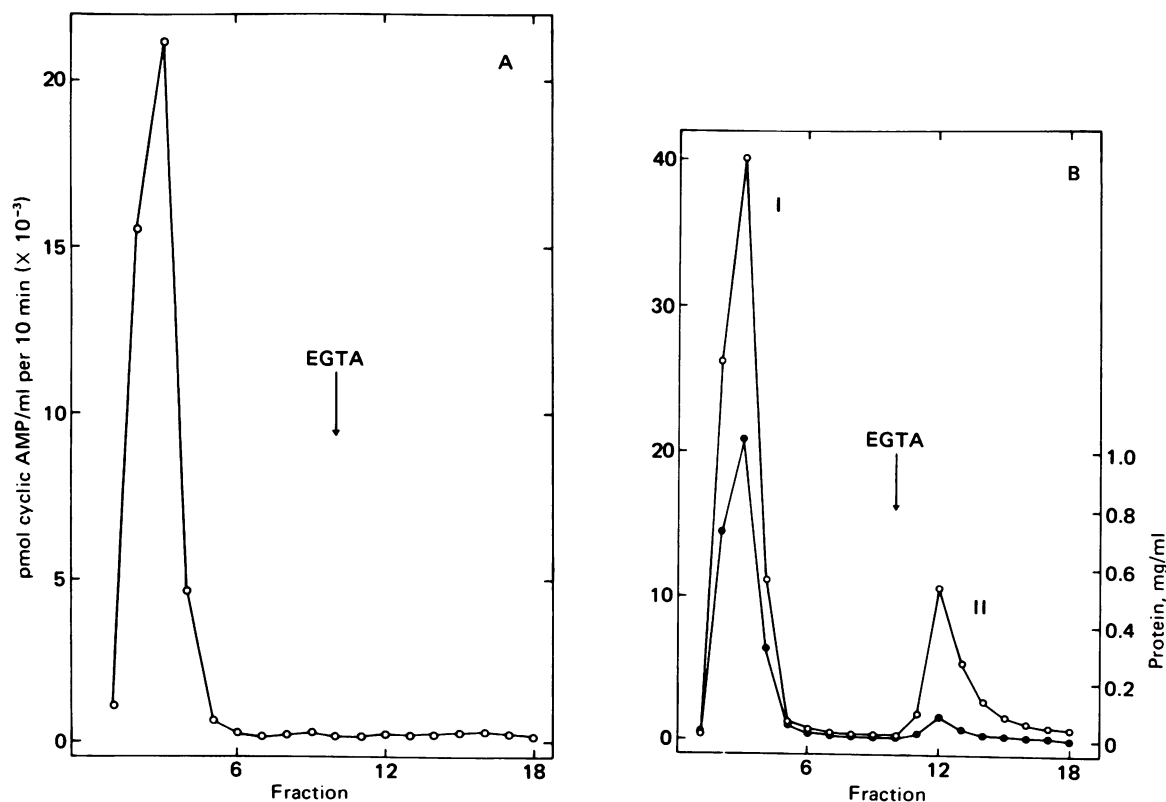 pmol cyclic AMP/ml per 10 min (× 10⁻³)
20
15
10
5
0
A
EGTA
6
12
18
Fraction
40
30
20
10
0
B
I
EGTA
II
1.0
0.8
0.6
0.4
0.2
0
Protein, mg/ml
6
12
18
Fraction